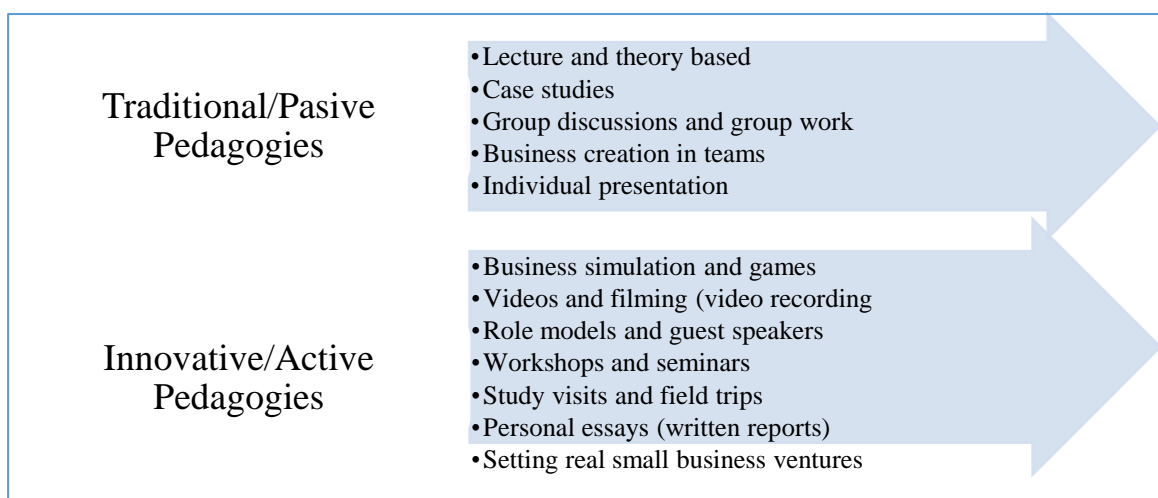 Traditional/Pasive
Pedagogies
•Lecture and theory based
•Case studies
•Group discussions and group work
•Business creation in teams
•Individual presentation
Innovative/Active
Pedagogies
•Business simulation and games
•Videos and filming (video recording
•Role models and guest speakers
•Workshops and seminars
•Study visits and field trips
•Personal essays (written reports)
•Setting real small business ventures